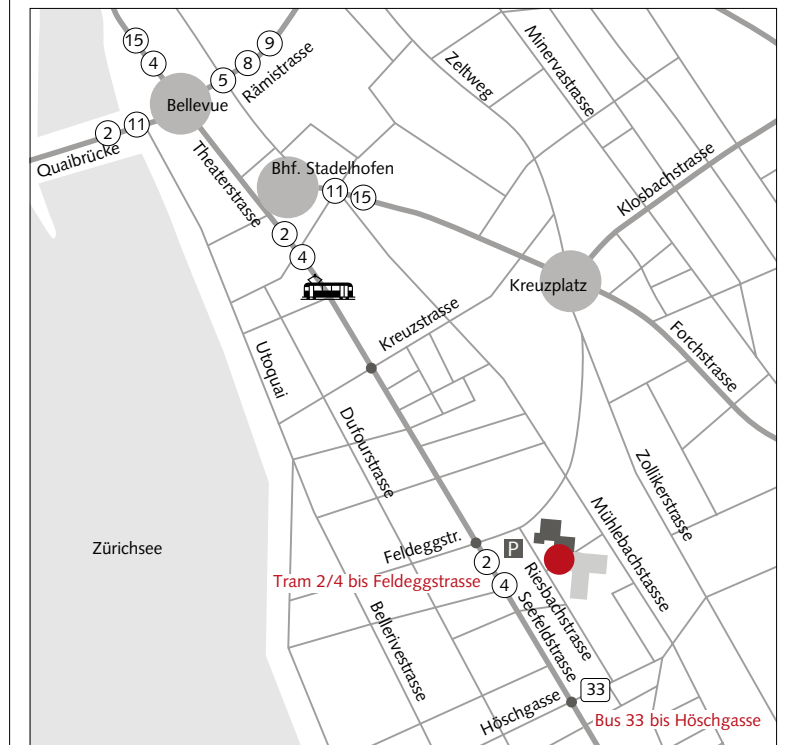 15
4
9
8
5
Rämistrasse
Zeltweg
Minervastrasse
Bellevue
11
2
Quaibrücke
Theaterstrasse
Bhf. Stadelhofen
11
15
Klosbachstrasse
2
4
Kreuzplatz
Kreuzstrasse
Forchstrasse
Utoquai
Dufourstrasse
Zollikerstrasse
Mühlebachstassse
Zürichsee
Feldeggstr.
P
2
Tram 2/4 bis Feldeggstrasse
4
Riesbachstrasse
Seefeldstrasse
Bellerivestrasse
33
Höschgasse
Bus 33 bis Höschgasse